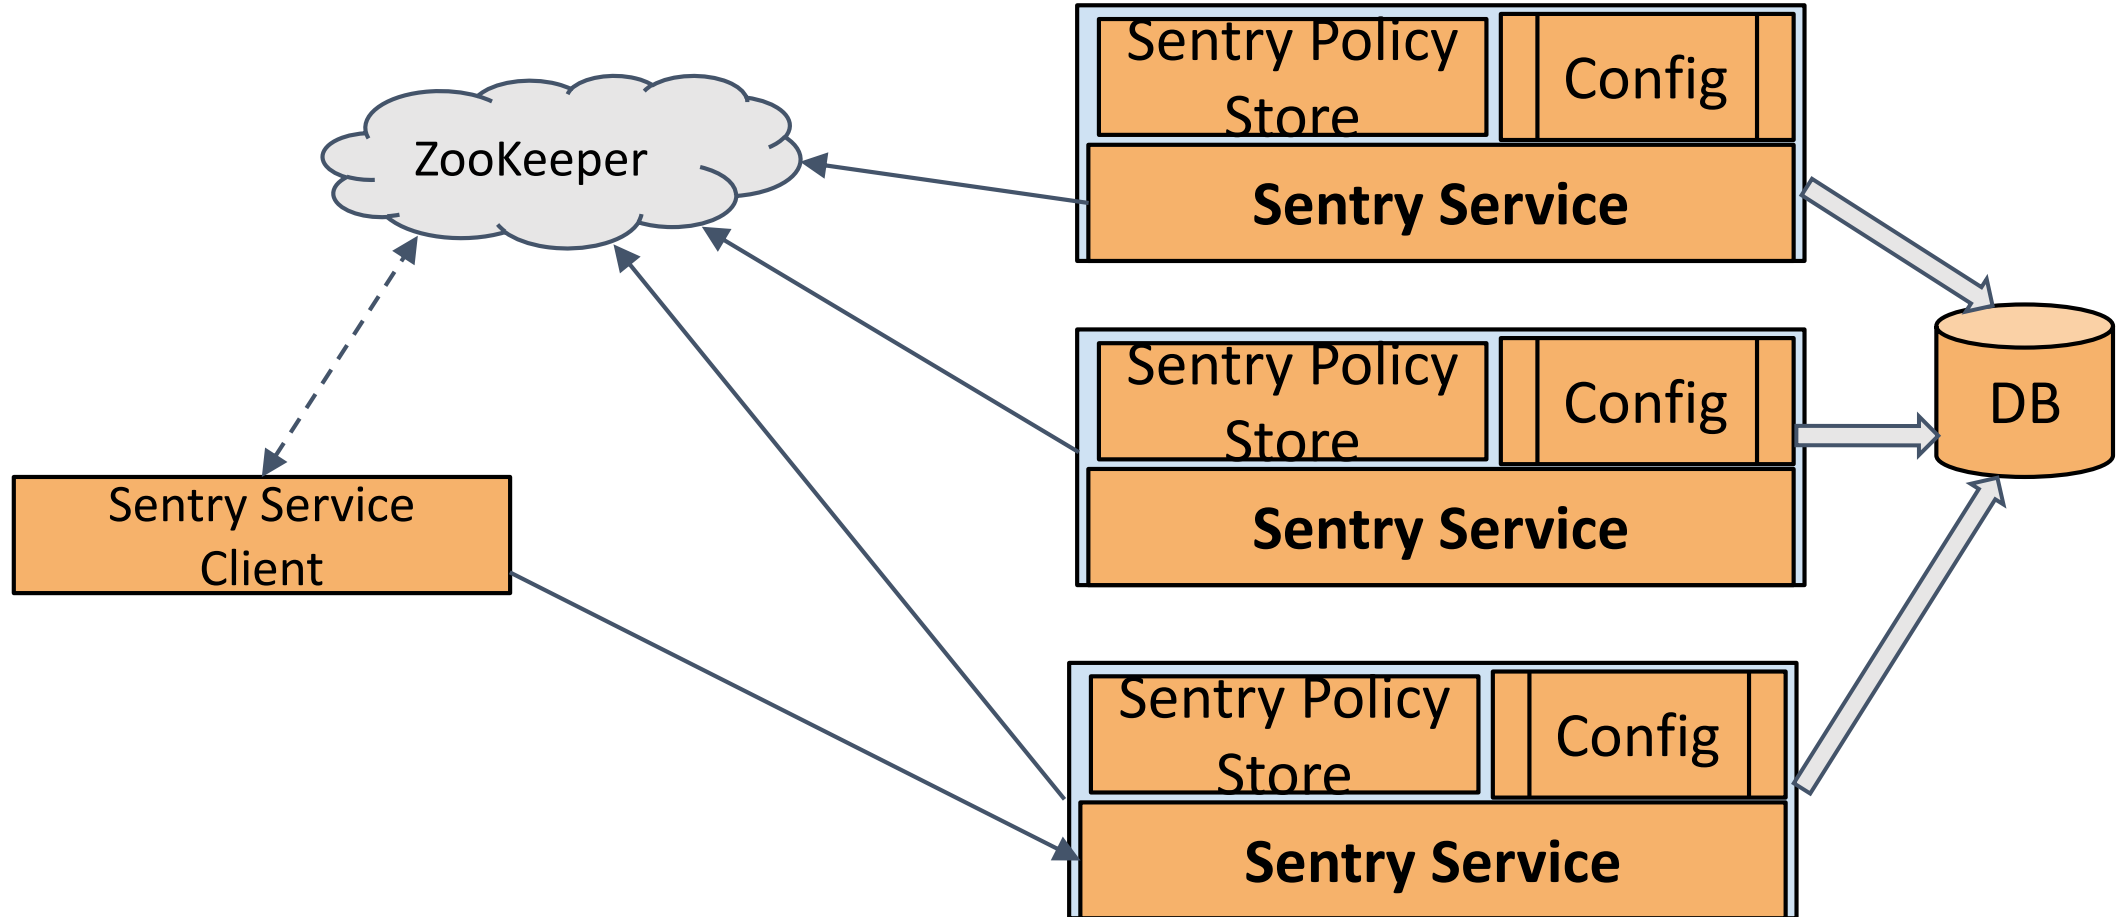 Sentry Policy
Store
Config
Sentry Service
ZooKeeper
Sentry Policy
Store
Config
Sentry Service
DB
Sentry Service
Client
Sentry Policy
Store
Config
Sentry Service